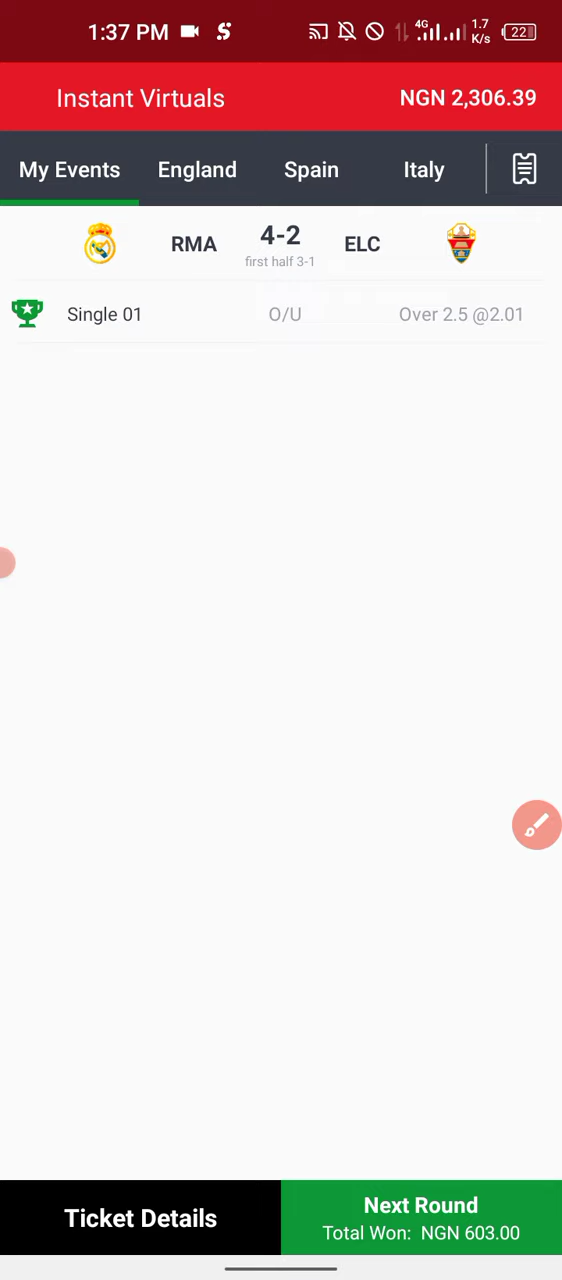 1:37 PM 4G 1.7 K/s 22
Instant Virtuals NGN 2,306.39
My Events England Spain Italy
RMA 4-2 ELC
first half 3-1
Single 01 O/U Over 2.5 @2.01
Ticket Details
Next Round
Total Won: NGN 603.00